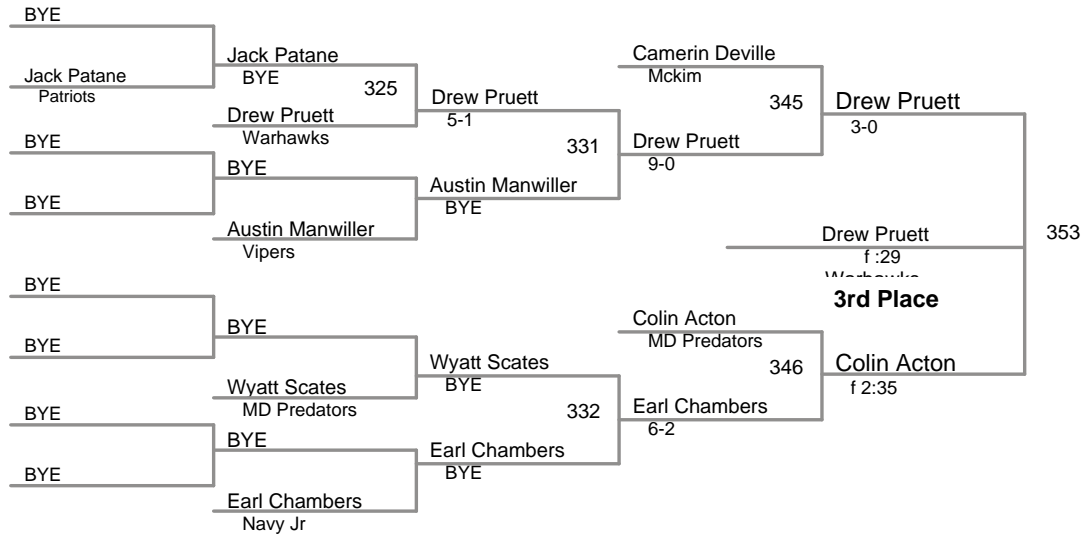 BYE
Jack Patane
Patriots
BYE
BYE
BYE
BYE
BYE
BYE
Jack Patane
BYE
325
Drew Pruett
Warhawks
BYE
Austin Manwiller
Vipers
BYE
Wyatt Scates
MD Predators
BYE
Earl Chambers
Navy Jr
Drew Pruett
5-1
331
Austin Manwiller
BYE
Wyatt Scates
BYE
332
Earl Chambers
BYE
Camerin Deville
Mckim
345
Drew Pruett
9-0
Colin Acton
MD Predators
346
Earl Chambers
6-2
Drew Pruett
3-0
Drew Pruett
f :29
353
3rd Place
Colin Acton
f 2:35